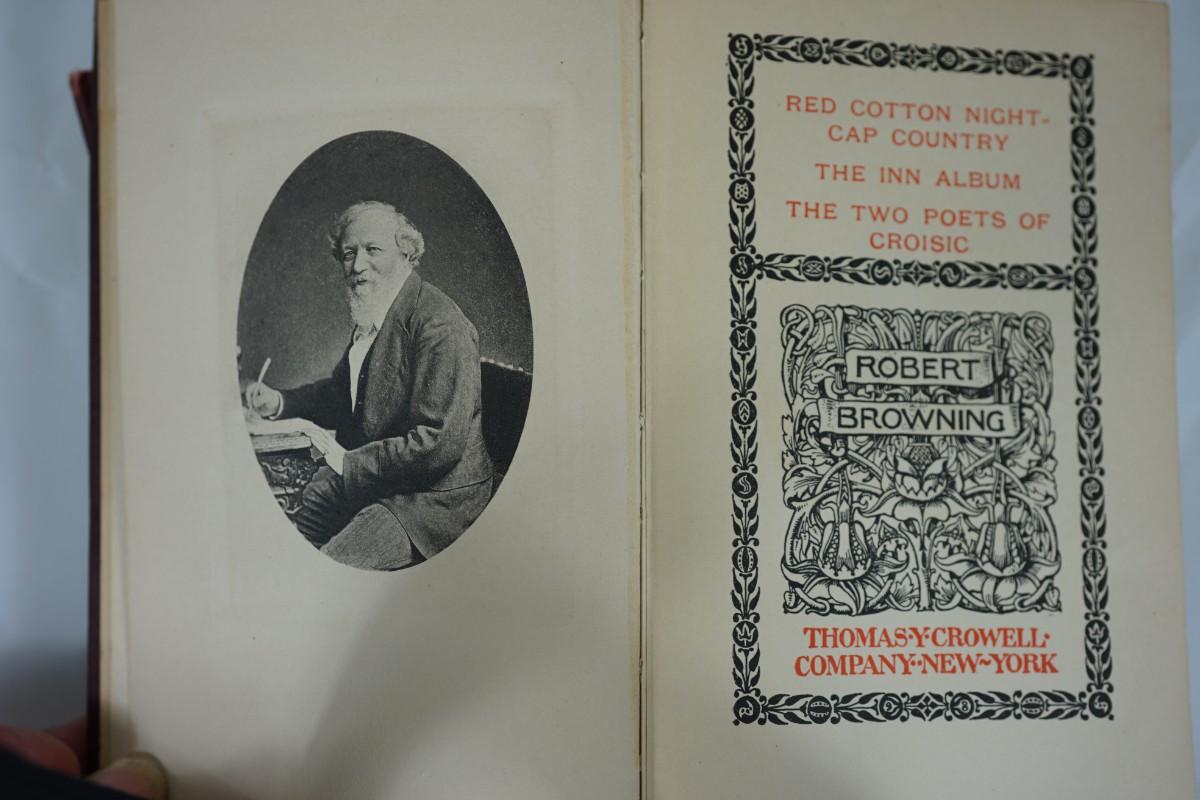 RED COTTON NIGHT-
CAP COUNTRY
THE INN ALBUM
THE TWO POETS OF
CROISIC
ROBERT
BROWNING
THOMAS·Y·CROWELL·
COMPANY··NEW~YORK